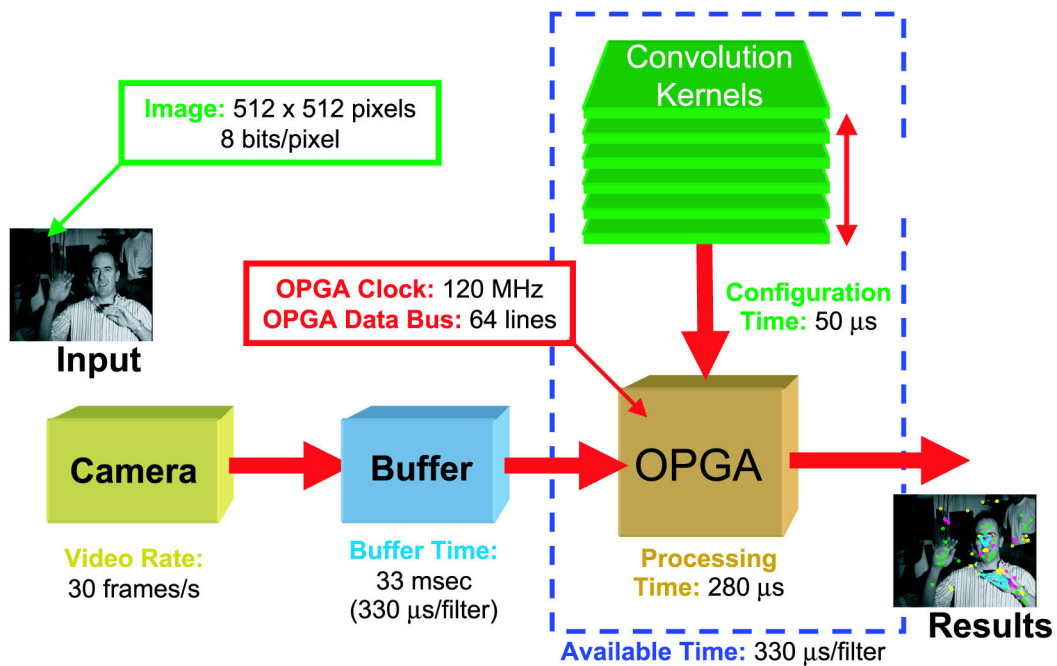 Convolution
Kernels
Image: 512 x 512 pixels
8 bits/pixel
OPGA Clock: 120 MHz
OPGA Data Bus: 64 lines
Configuration
Time: 50 μs
Input
Camera
Buffer
OPGA
Video Rate:
30 frames/s
Buffer Time:
33 msec
(330 μs/filter)
Processing
Time: 280 μs
Results
Available Time: 330 μs/filter